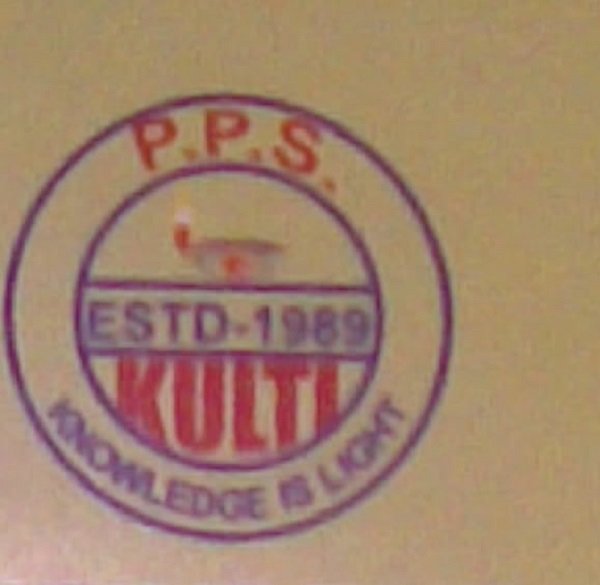 P.P.S.
ESTD-1989
KULTI
KNOWLEDGE IS LIGHT